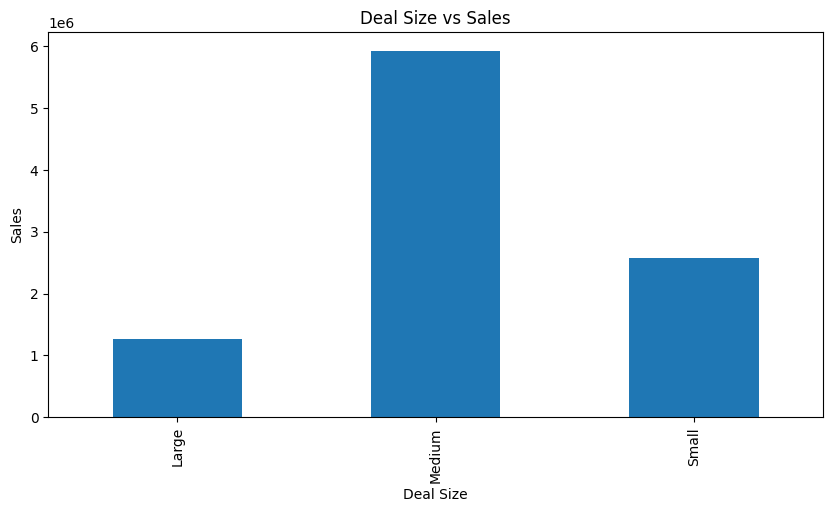 Deal Size vs Sales
1e6
6
5
4
3
2
1
0
Sales
Large
Medium
Small
Deal Size